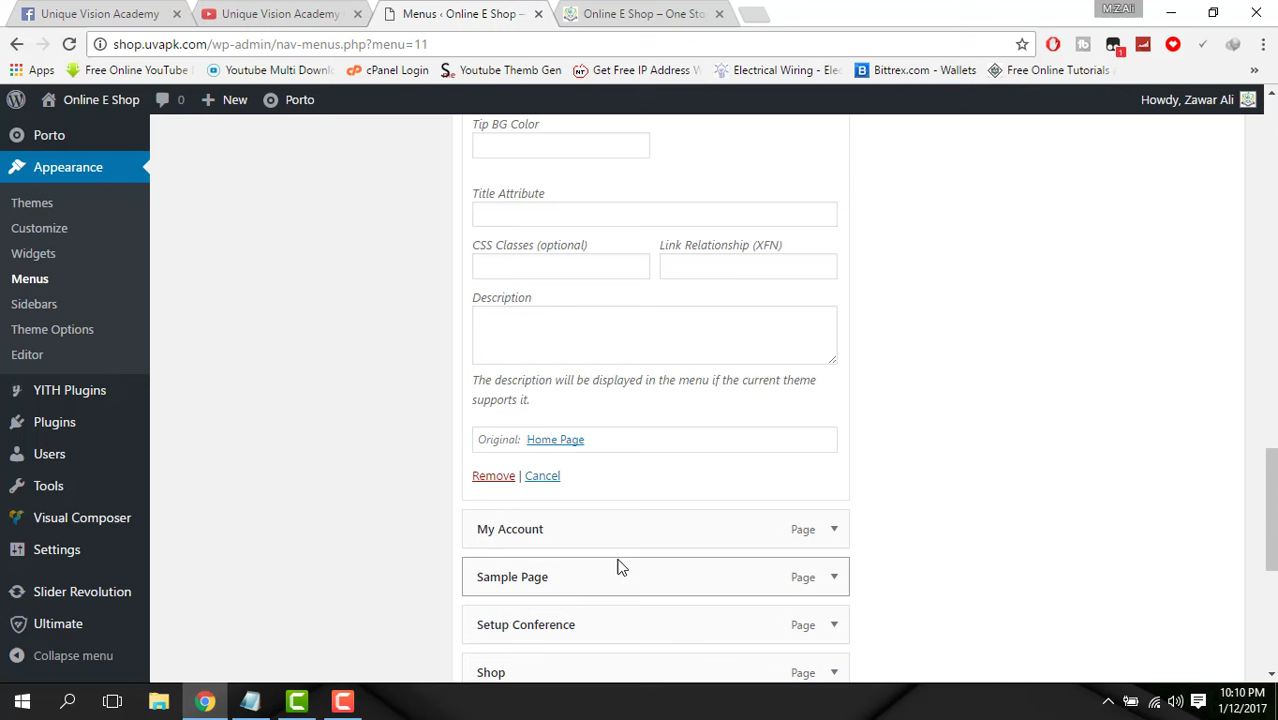 Unique Vision Academy
Unique Vision Academy
Menus ‹ Online E Shop —
Online E Shop – One Sto
M.Z.Ali
shop.uvapk.com/wp-admin/nav-menus.php?menu=11
Apps
Free Online YouTube
Youtube Multi Down
cPanel Login
Youtube Themb Gen
Get Free IP Address
Electrical Wiring - Ele
Bittrex.com - Wallets
Free Online Tutorials
Online E Shop
0
New
Porto
Howdy, Zawar Ali
Porto
Appearance
Themes
Customize
Widgets
Menus
Sidebars
Theme Options
Editor
YITH Plugins
Plugins
Users
Tools
Visual Composer
Settings
Slider Revolution
Ultimate
Collapse menu
Tip BG Color
Title Attribute
CSS Classes (optional)
Link Relationship (XFN)
Description
The description will be displayed in the menu if the current theme
supports it.
Original: Home Page
Remove | Cancel
My Account
Page
Sample Page
Page
Setup Conference
Page
Shop
Page
10:10 PM
1/12/2017